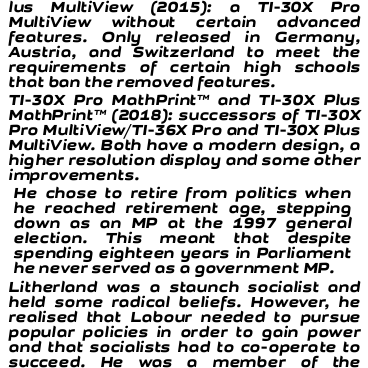 lus MultiView (2015): a TI-30X Pro
MultiView without certain advanced
features. Only released in Germany,
Austria, and Switzerland to meet the
requirements of certain high schools
that ban the removed features.
TI-30X Pro MathPrint™ and TI-30X Plus
MathPrint™ (2018): successors of TI-30X
Pro MultiView/TI-36X Pro and TI-30X Plus
MultiView. Both have a modern design, a
higher resolution display and some other
improvements.
He chose to retire from politics when
he reached retirement age, stepping
down as an MP at the 1997 general
election. This meant that despite
spending eighteen years in Parliament
he never served as a government MP.
Litherland was a staunch socialist and
held some radical beliefs. However, he
realised that Labour needed to pursue
popular policies in order to gain power
and that socialists had to co-operate to
succeed. He was a member of the